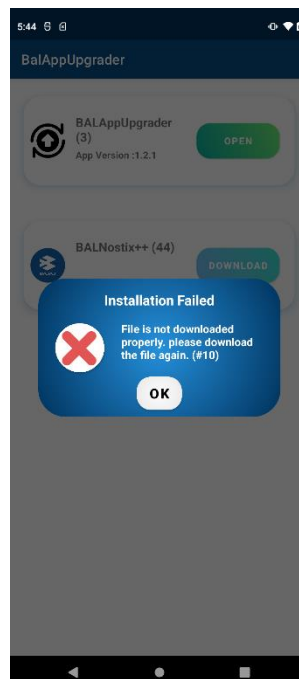 5:44
BalAppUpgrader
BALAppUpgrader
(3)
App Version :1.2.1
OPEN
BALNostix++ (44)
DOWNLOAD
Installation Failed
File is not downloaded
properly. please download
the file again. (#10)
OK